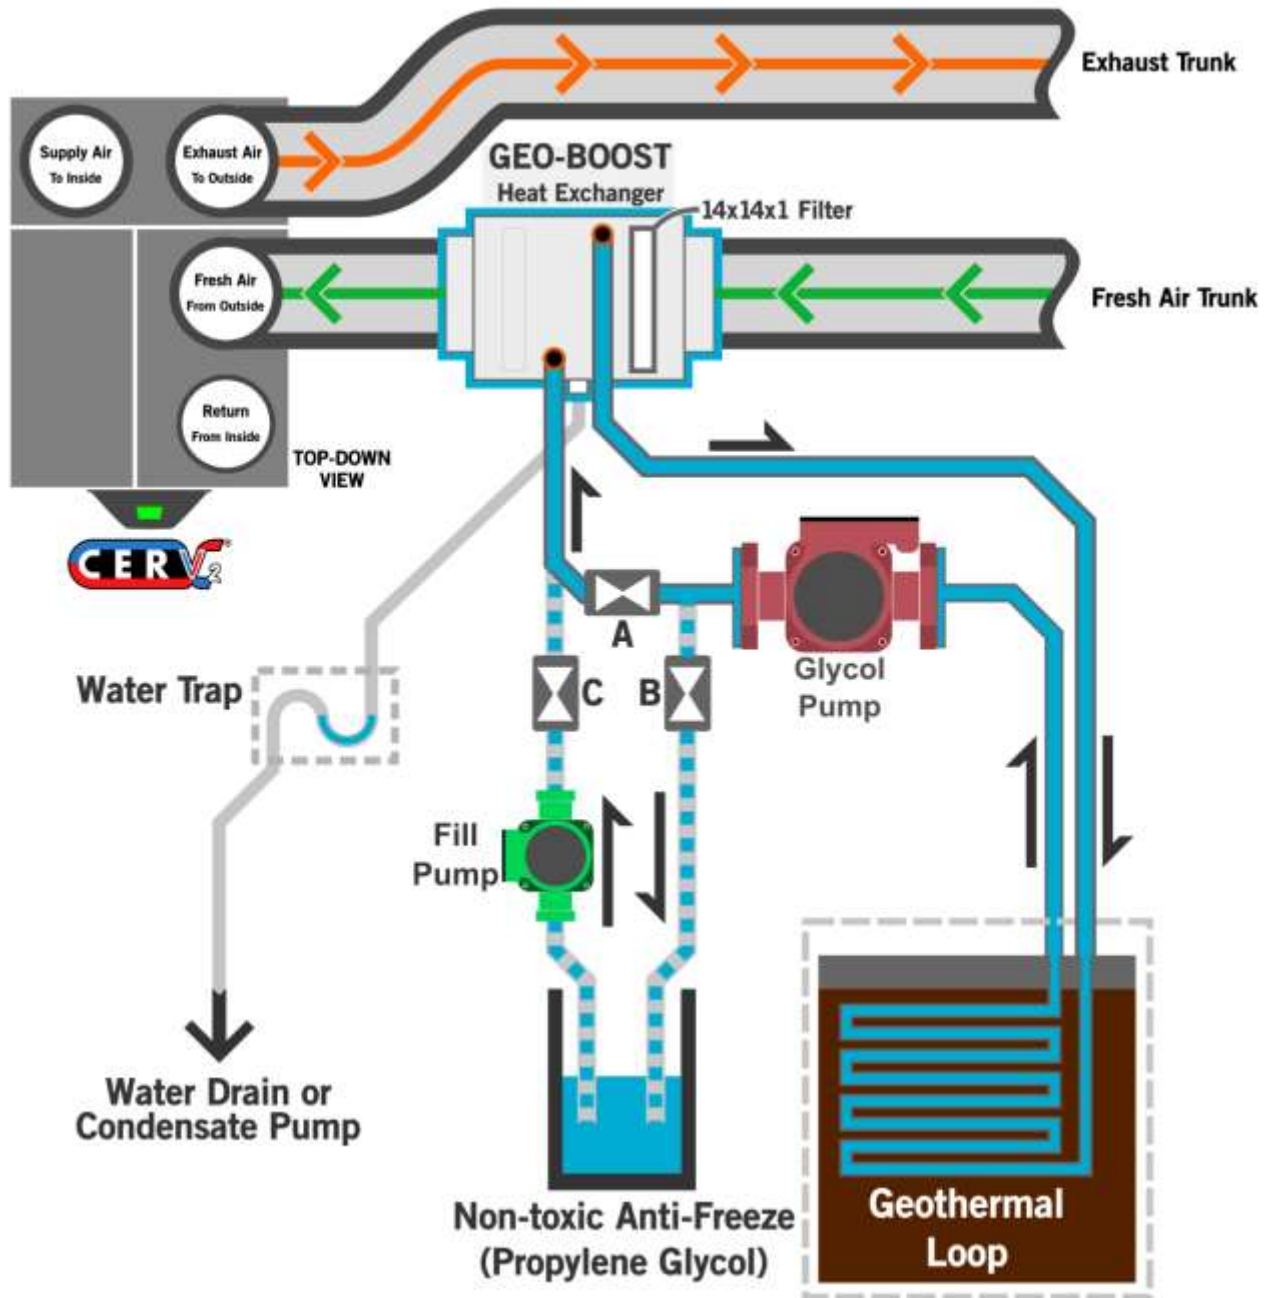 Exhaust Trunk
Supply Air
To Inside
Exhaust Air
To Outside
GEO-BOOST
Heat Exchanger
14x14x1 Filter
Fresh Air
From Outside
Fresh Air Trunk
Return
From Inside
TOP-DOWN
VIEW
CERV2®
A
Water Trap
C
B
Glycol
Pump
Fill
Pump
Water Drain or
Condensate Pump
Non-toxic Anti-Freeze
(Propylene Glycol)
Geothermal
Loop